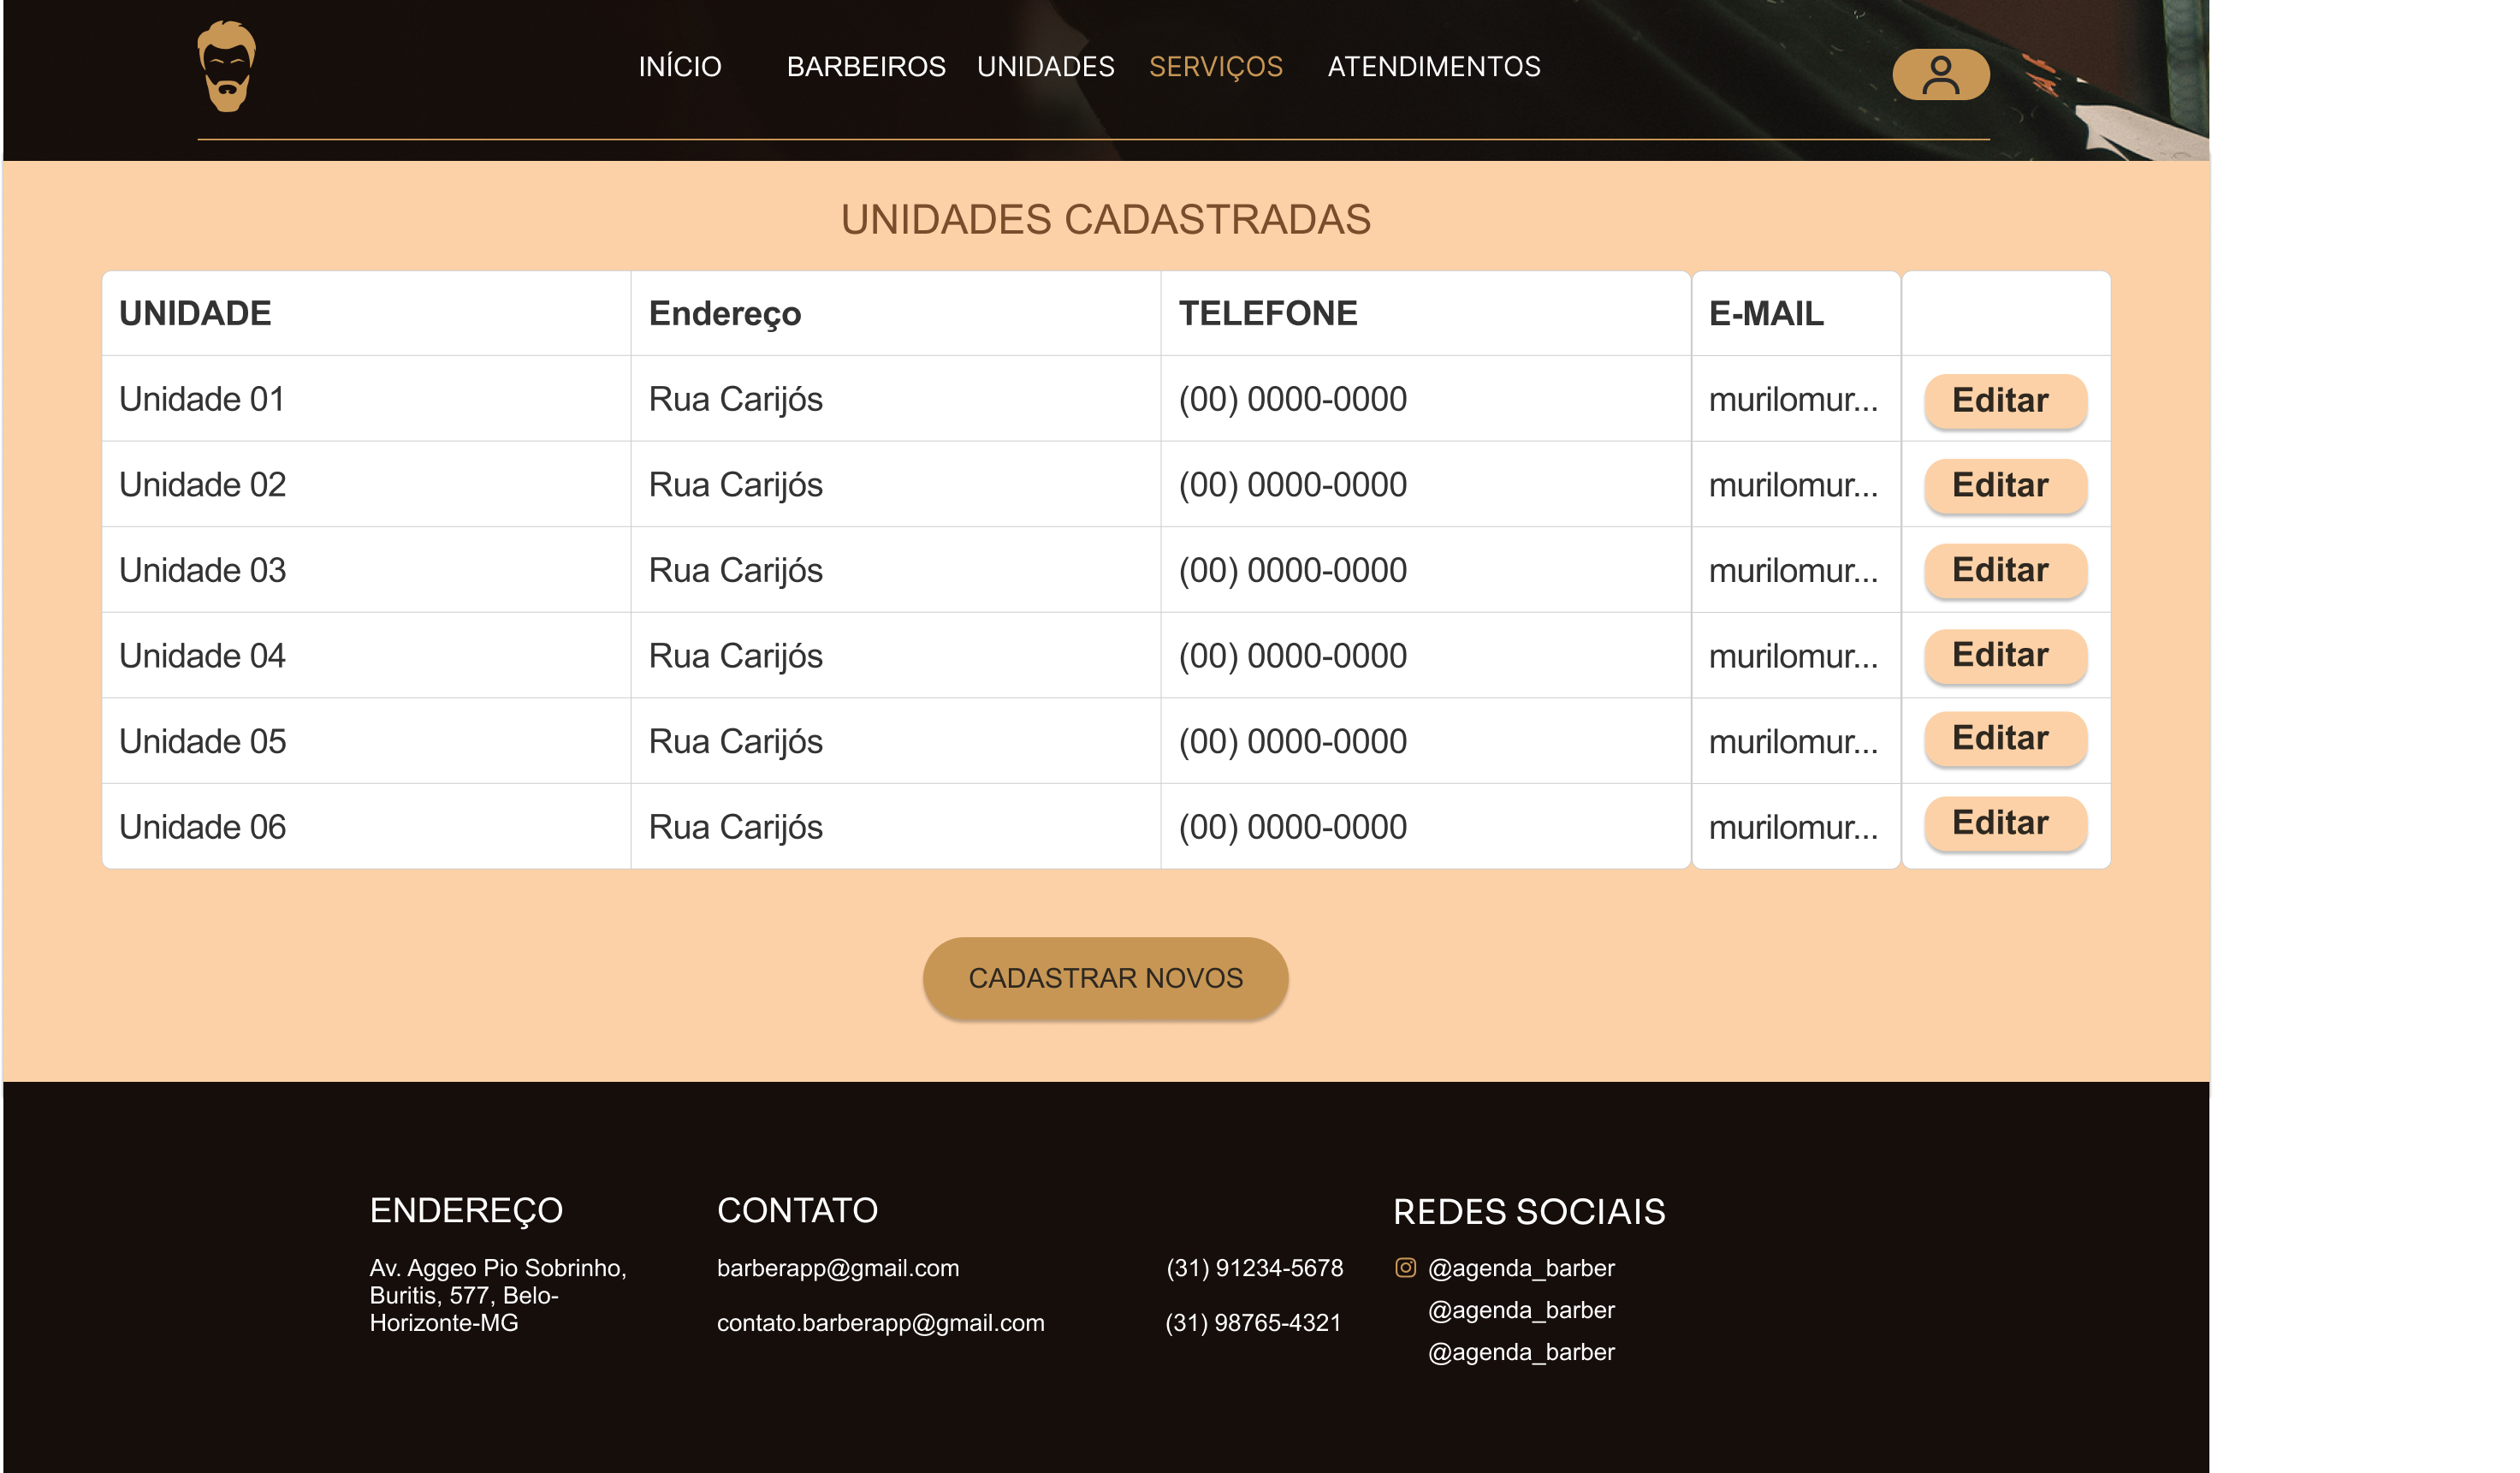 INÍCIO BARBEIROS UNIDADES SERVIÇOS ATENDIMENTOS
UNIDADES CADASTRADAS
UNIDADE Endereço TELEFONE E-MAIL
Unidade 01 Rua Carijós (00) 0000-0000 murilomur... Editar
Unidade 02 Rua Carijós (00) 0000-0000 murilomur... Editar
Unidade 03 Rua Carijós (00) 0000-0000 murilomur... Editar
Unidade 04 Rua Carijós (00) 0000-0000 murilomur... Editar
Unidade 05 Rua Carijós (00) 0000-0000 murilomur... Editar
Unidade 06 Rua Carijós (00) 0000-0000 murilomur... Editar
CADASTRAR NOVOS
ENDEREÇO
Av. Aggeo Pio Sobrinho,
Buritis, 577, Belo-
Horizonte-MG
CONTATO
barberapp@gmail.com (31) 91234-5678
contato.barberapp@gmail.com (31) 98765-4321
REDES SOCIAIS
@agenda_barber
@agenda_barber
@agenda_barber